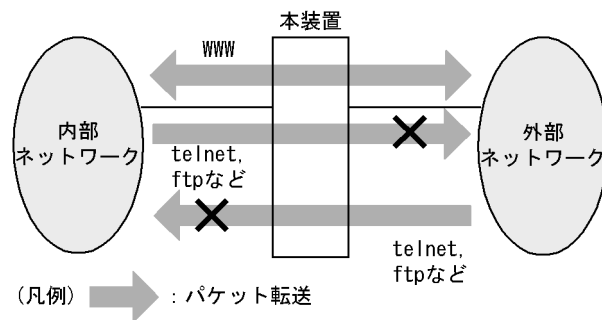 本装置
WWW
内部
ネットワーク
外部
ネットワーク
telnet,
ftpなど
telnet,
ftpなど
(凡例)
：パケット転送